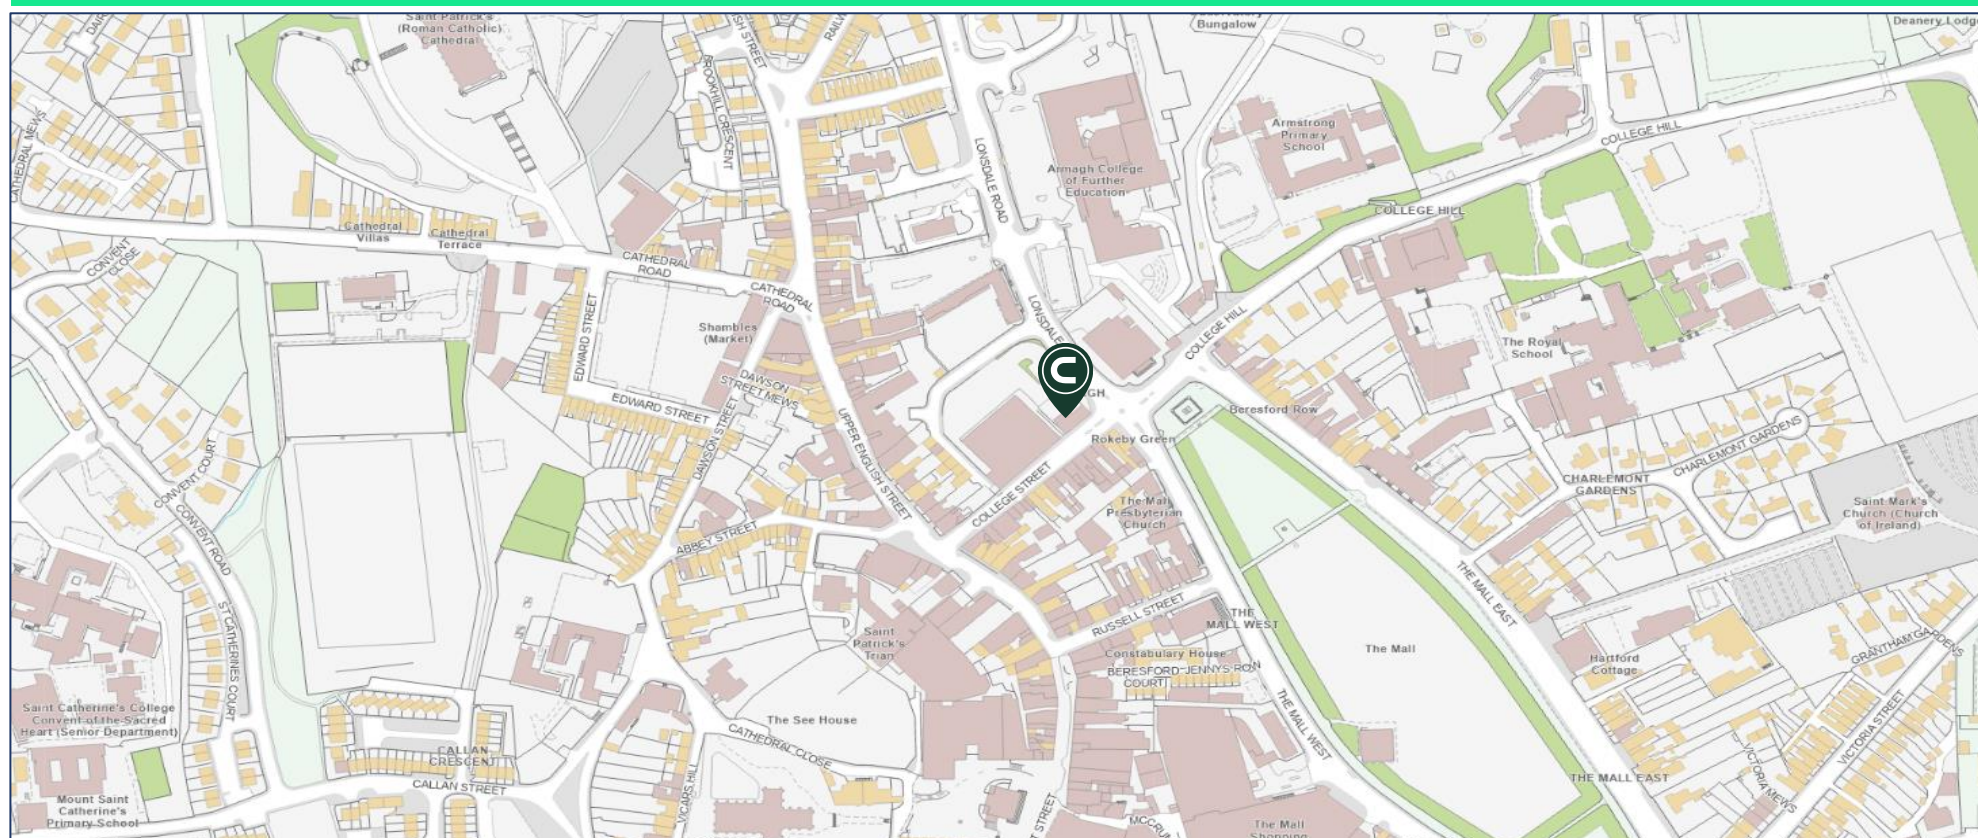 Saint Patrick's
(Roman Catholic)
Cathedral
Bungalow
Deanery Lodge
CATHEDRAL MEWS
BROOKHILL CRESCENT
LONSDALE ROAD
Armagh College
of Further
Education
Armstrong
Primary
School
COLLEGE HILL
COLLEGE HILL
Cathedral
Villas
Cathedral
Terrace
CONVENT
CLOSE
CATHEDRAL
ROAD
CATHEDRAL
ROAD
EDWARD STREET
Shambles
(Market)
LONSDALE
COLLEGE HILL
The Royal
School
DAWSON
STREET MEWS
EDWARD STREET
DAWSON STREET
UPPER ENGLISH STREET
C
GH
Beresford Row
Rokeby Green
CHARLEMONT GARDENS
CHARLEMONT
GARDENS
CONVENT COURT
CONVENT ROAD
COLLEGE STREET
The Mall
Presbyterian
Church
Saint Mark's
Church (Church
of Ireland)
ABBEY STREET
THE MALL EAST
ST CATHERINES COURT
RUSSELL STREET
THE
MALL WEST
Saint
Patrick's
Trian
The Mall
Constabulary House
BERESFORD
COURT
JENNYS ROW
Hartford
Cottage
GRANTHAM GARDENS
Saint Catherine's College
Convent of the Sacred
Heart (Senior Department)
The See House
CATHEDRAL CLOSE
THE MALL WEST
CALLAN
CRESCENT
CALLAN STREET
VICARS HILL
THE MALL EAST
VICTORIA MEWS
VICTORIA STREET
Mount Saint
Catherine's
Primary School
The Mall